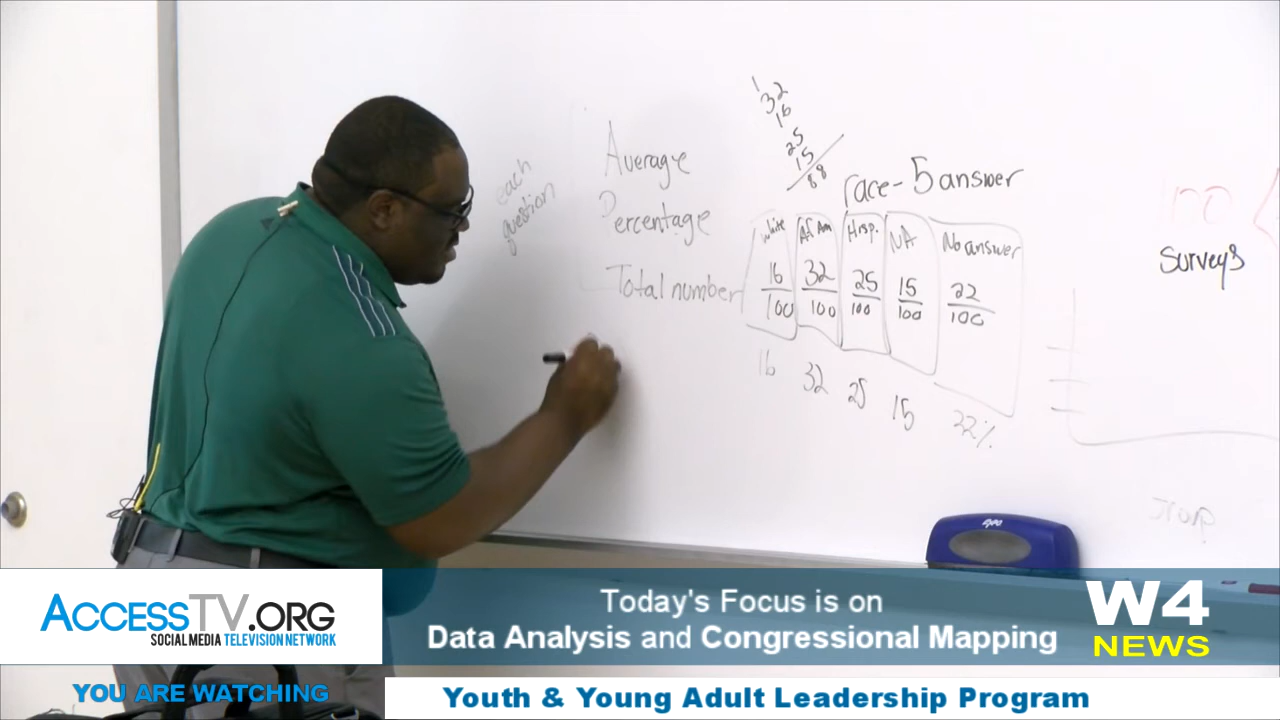 1
32
16
25
15
88
each
question
Average
Percentage
Total number
race - 5 answer
White Af Am Hisp. NA No answer
16 32 25 15 22
100 100 100 100 100
16 32 25 15 22%
surveys
expo
ACCESSTV.ORG
SOCIAL MEDIA TELEVISION NETWORK
Today's Focus is on
Data Analysis and Congressional Mapping
W4
NEWS
YOU ARE WATCHING
Youth & Young Adult Leadership Program